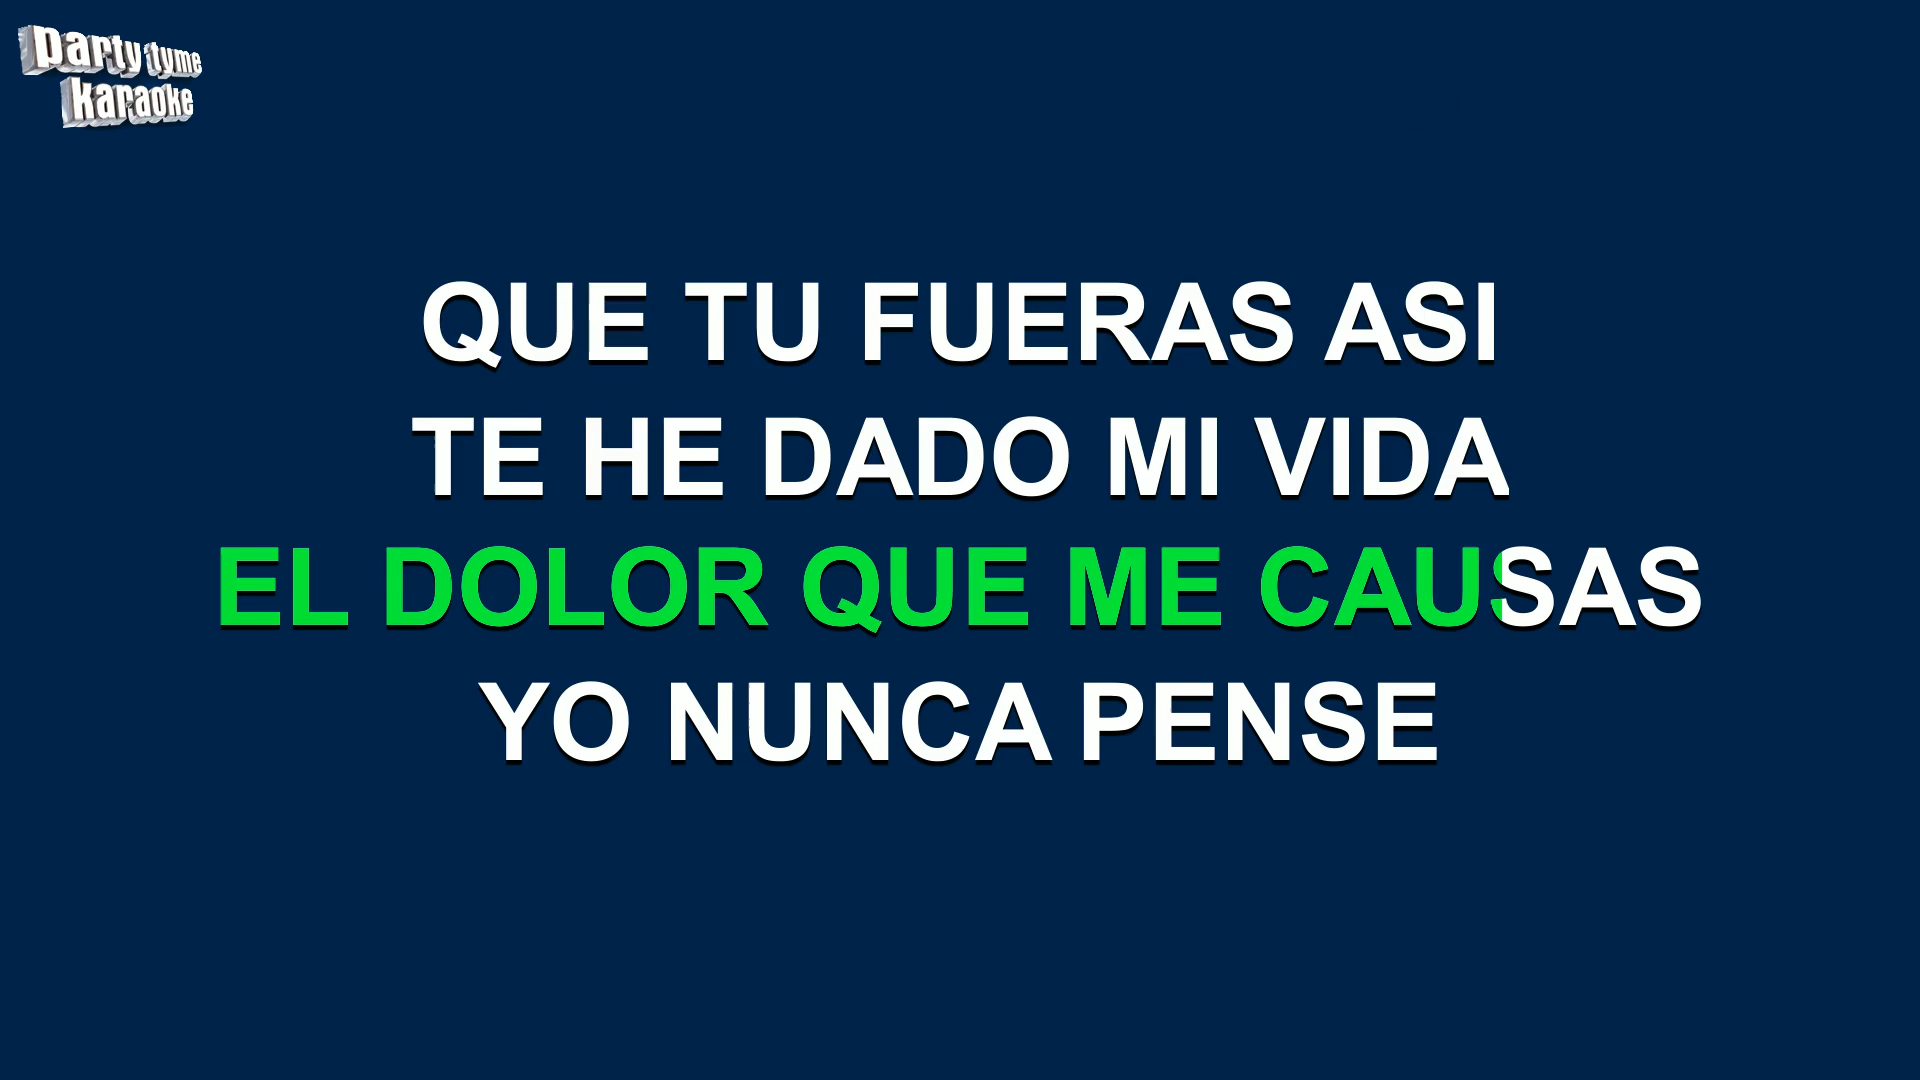 party tyme
karaoke
QUE TU FUERAS ASI
TE HE DADO MI VIDA
EL DOLOR QUE ME CAUSAS
YO NUNCA PENSE